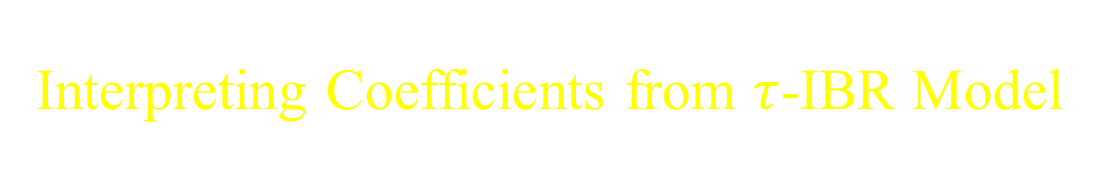 Interpreting Coefficients from τ-IBR Model